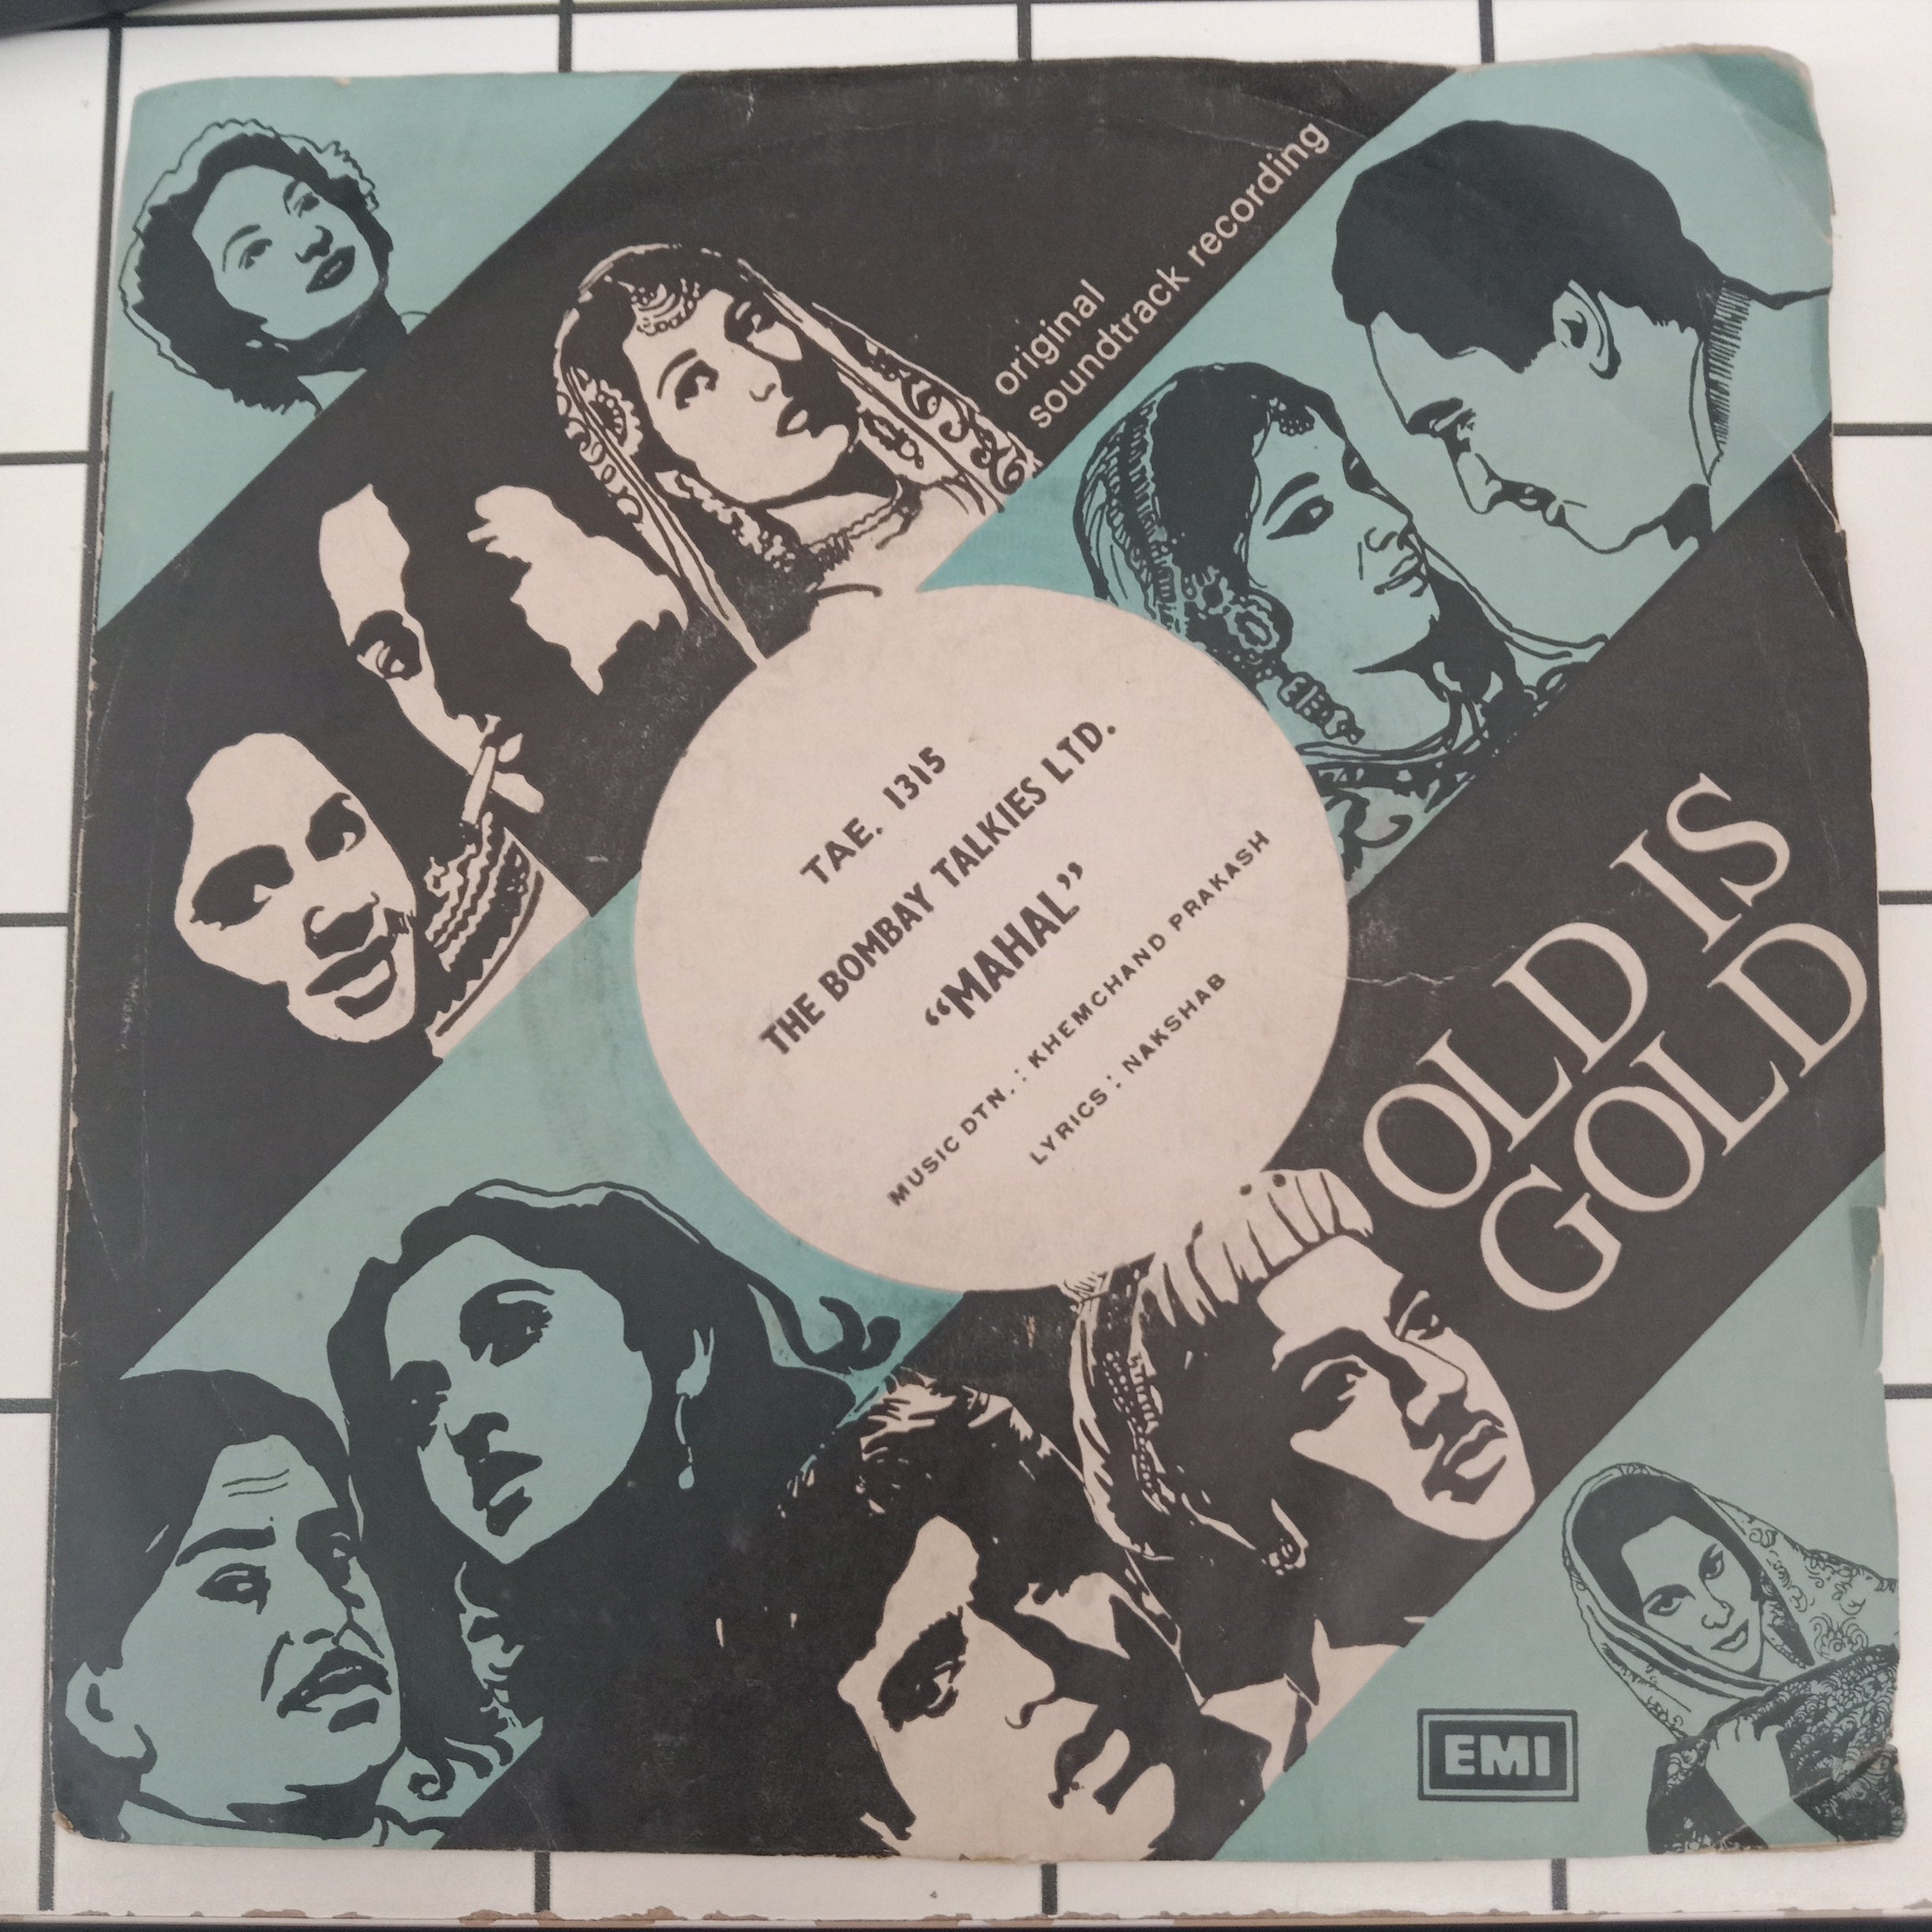 original
soundtrack recording
TAE. 1315
THE BOMBAY TALKIES LTD.
“MAHAL”
MUSIC DTN. : KHEMCHAND PRAKASH
LYRICS : NAKSHAB
OLD IS
GOLD
EMI